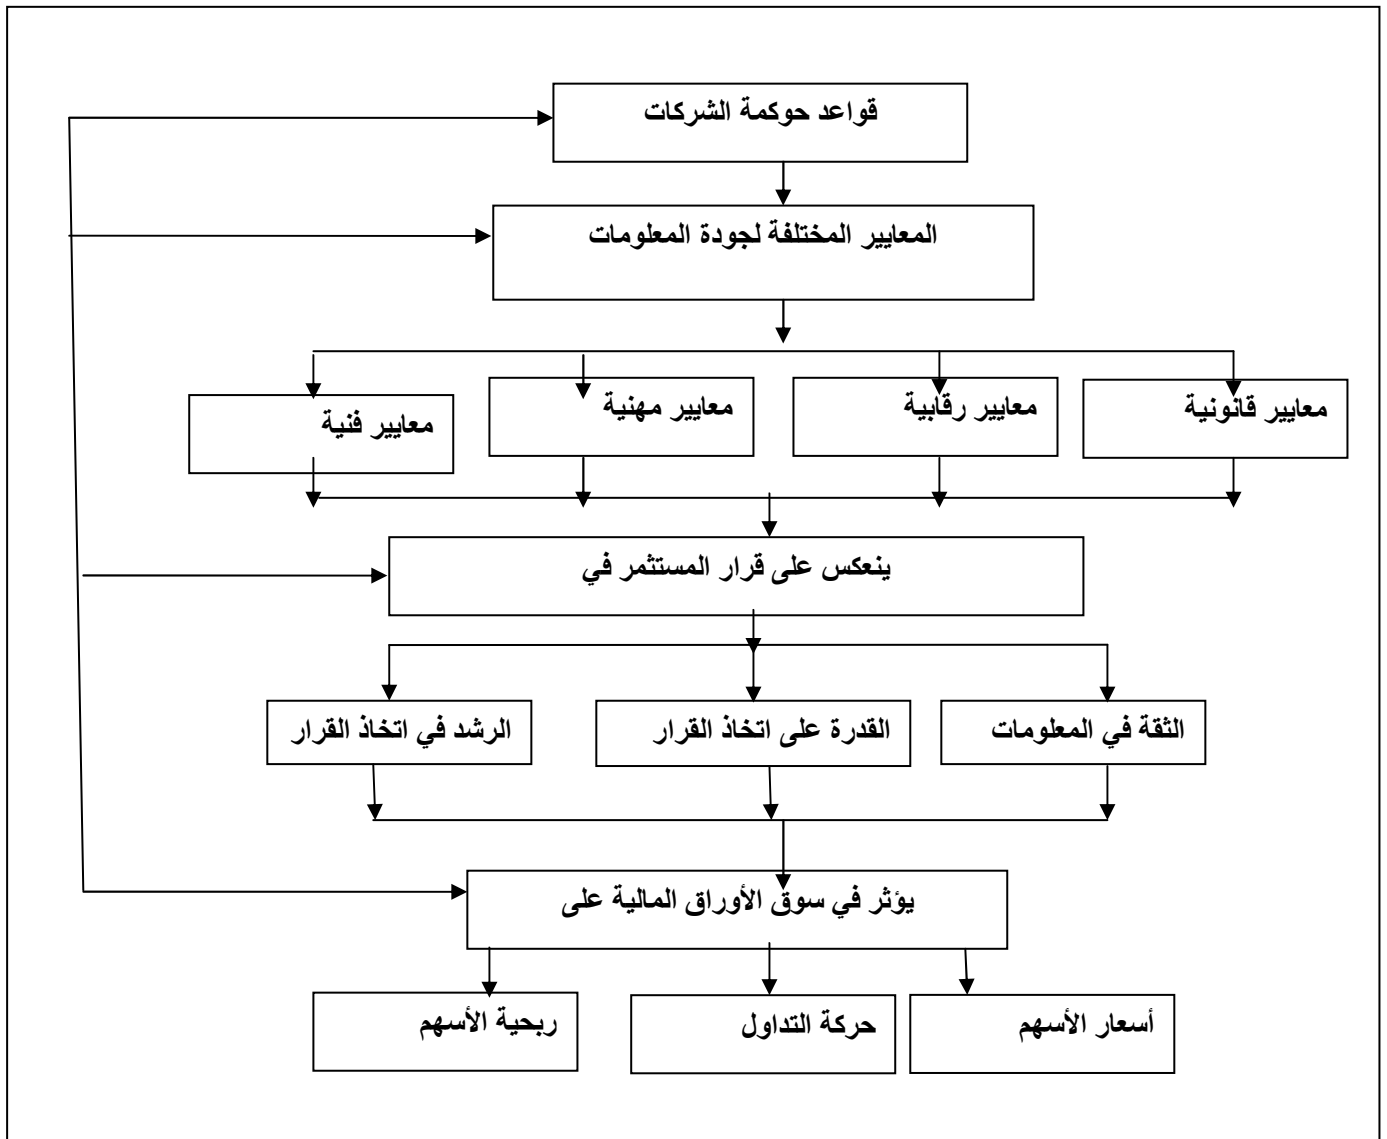 قواعد حوكمة الشركات
المعايير المختلفة لجودة المعلومات
معايير قانونية
معايير رقابية
معايير مهنية
معايير فنية
ينعكس على قرار المستثمر في
الثقة في المعلومات
القدرة على اتخاذ القرار
الرشد في اتخاذ القرار
يؤثر في سوق الأوراق المالية على
أسعار الأسهم
حركة التداول
ربحية الأسهم